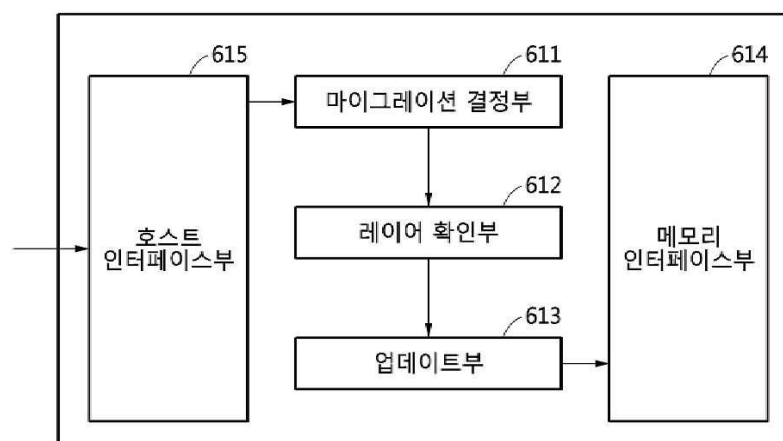 615
611
614
마이그레이션 결정부
612
레이어 확인부
호스트
인터페이스부
메모리
인터페이스부
613
업데이트부